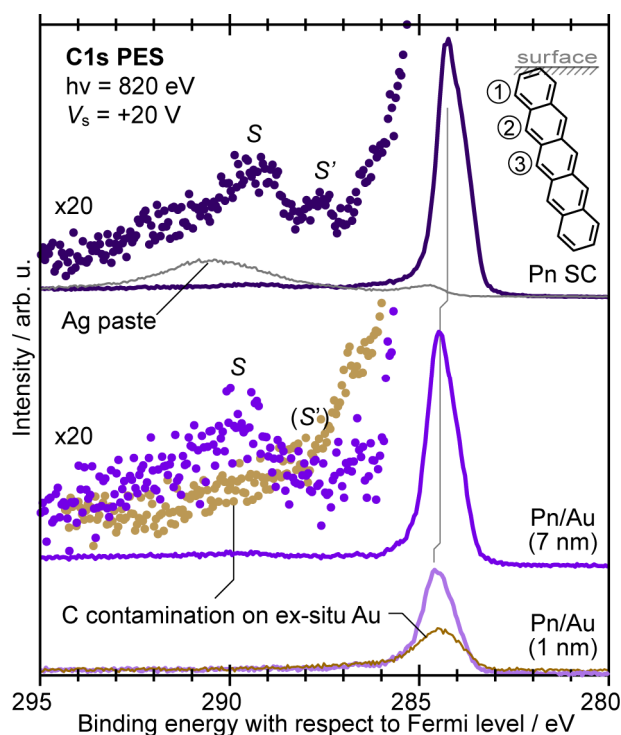 C1s PES
hν = 820 eV
Vs = +20 V
surface
①
②
③
S
S'
x20
Pn SC
Ag paste
S
(S')
x20
Pn/Au
(7 nm)
C contamination on ex-situ Au
Pn/Au
(1 nm)
Intensity / arb. u.
295 290 285 280
Binding energy with respect to Fermi level / eV